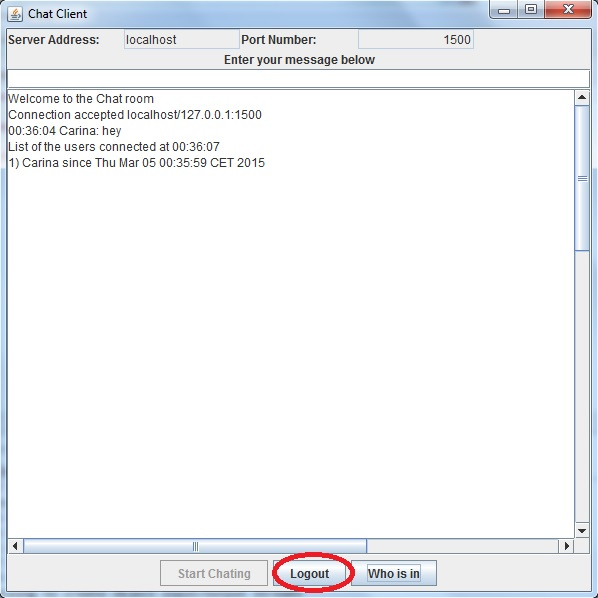 Chat Client
Server Address: localhost Port Number: 1500
Enter your message below
Welcome to the Chat room
Connection accepted localhost/127.0.0.1:1500
00:36:04 Carina: hey
List of the users connected at 00:36:07
1) Carina since Thu Mar 05 00:35:59 CET 2015
Start Chating Logout Who is in